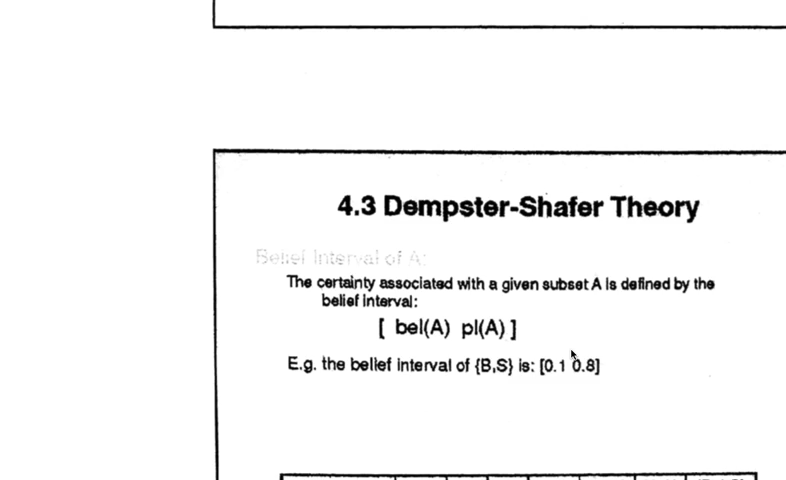 4.3 Dempster-Shafer Theory
Belief Interval of A:
The certainty associated with a given subset A is defined by the
belief interval:
[ bel(A) pl(A) ]
E.g. the belief interval of {B,S} is: [0.1 0.8]